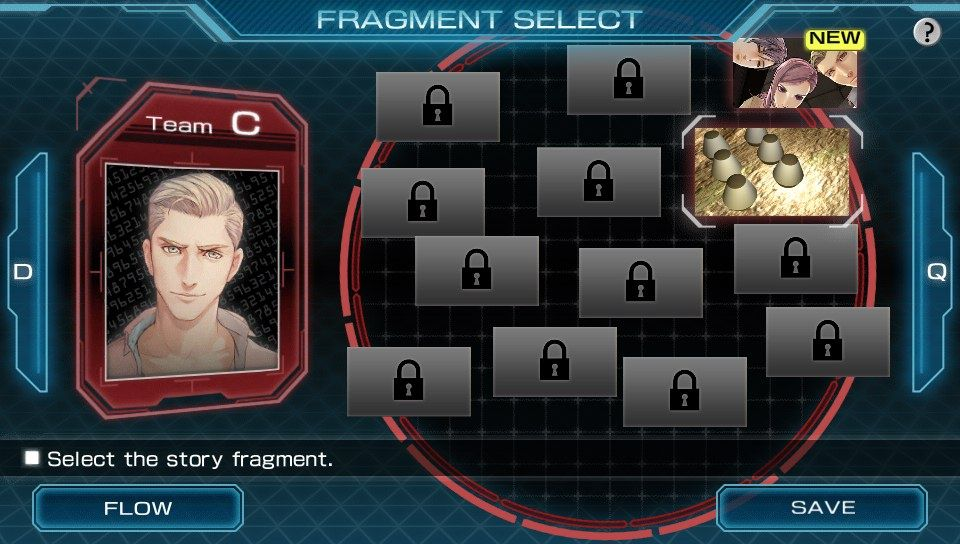 FRAGMENT SELECT
?
NEW
Team C
D
Q
Select the story fragment.
FLOW
SAVE